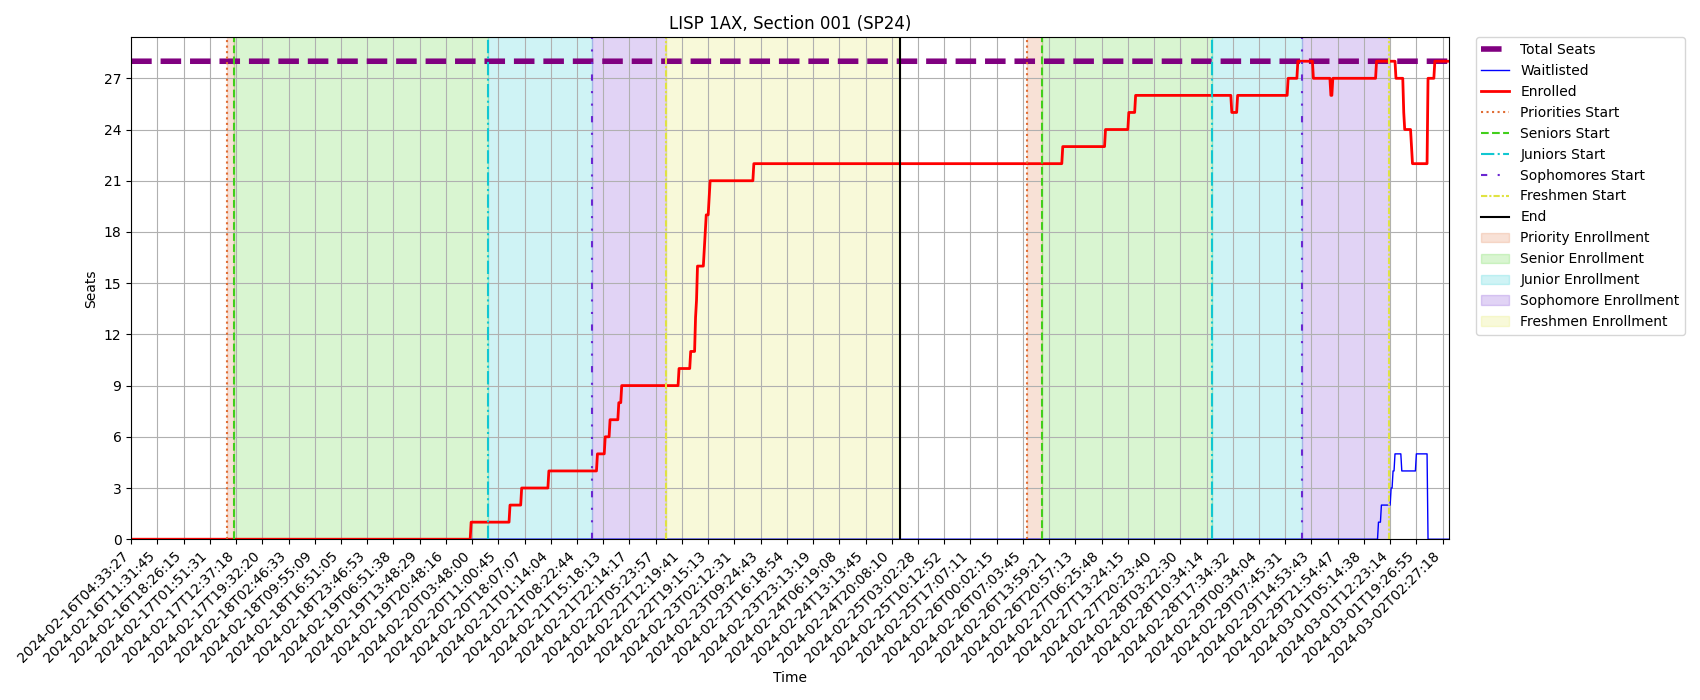 LISP 1AX, Section 001 (SP24)
Seats
27
24
21
18
15
12
9
6
3
0
2024-02-16T04:33:27
2024-02-16T11:31:45
2024-02-16T18:26:15
2024-02-17T01:51:31
2024-02-17T12:37:18
2024-02-17T19:32:20
2024-02-18T02:46:33
2024-02-18T09:55:09
2024-02-18T16:51:05
2024-02-18T23:46:53
2024-02-19T06:51:38
2024-02-19T13:48:29
2024-02-19T20:48:16
2024-02-20T03:48:00
2024-02-20T11:00:45
2024-02-20T18:07:07
2024-02-21T01:14:04
2024-02-21T08:22:44
2024-02-21T15:18:13
2024-02-21T22:14:17
2024-02-22T05:23:57
2024-02-22T12:19:41
2024-02-22T19:15:13
2024-02-23T02:12:31
2024-02-23T09:24:43
2024-02-23T16:18:54
2024-02-23T23:13:19
2024-02-24T06:19:08
2024-02-24T13:13:45
2024-02-24T20:08:10
2024-02-25T03:02:28
2024-02-25T10:12:52
2024-02-25T17:07:11
2024-02-26T00:02:15
2024-02-26T07:03:45
2024-02-26T13:59:21
2024-02-26T20:57:13
2024-02-27T06:25:48
2024-02-27T13:24:15
2024-02-27T20:23:40
2024-02-28T03:22:30
2024-02-28T10:34:14
2024-02-28T17:34:32
2024-02-29T00:34:04
2024-02-29T07:45:31
2024-02-29T14:53:43
2024-02-29T21:54:47
2024-03-01T05:14:38
2024-03-01T12:23:14
2024-03-01T19:26:55
2024-03-02T02:27:18
Time
Total Seats
Waitlisted
Enrolled
Priorities Start
Seniors Start
Juniors Start
Sophomores Start
Freshmen Start
End
Priority Enrollment
Senior Enrollment
Junior Enrollment
Sophomore Enrollment
Freshmen Enrollment